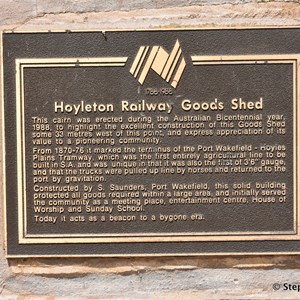 1788-1988
Hoyleton Railway Goods Shed
This cairn was erected during the Australian Bicentennial year,
1988, to highlight the excellent construction of this Goods Shed
some 33 metres west of this point, and express appreciation of its
value to a pioneering community.
From 1870-76 it marked the terminus of the Port Wakefield - Hoyles
Plains Tramway, which was the first entirely agricultural line to be
built in S.A. and was unique in that it was also the first of 3'6" gauge,
and that the trucks were pulled up line by horses and returned to the
port by gravitation.
Constructed by S. Saunders, Port Wakefield, this solid building
protected all goods required within a large area, and initially served
the community as a meeting place, entertainment centre, House of
Worship and Sunday School.
Today it acts as a beacon to a bygone era.
© Step